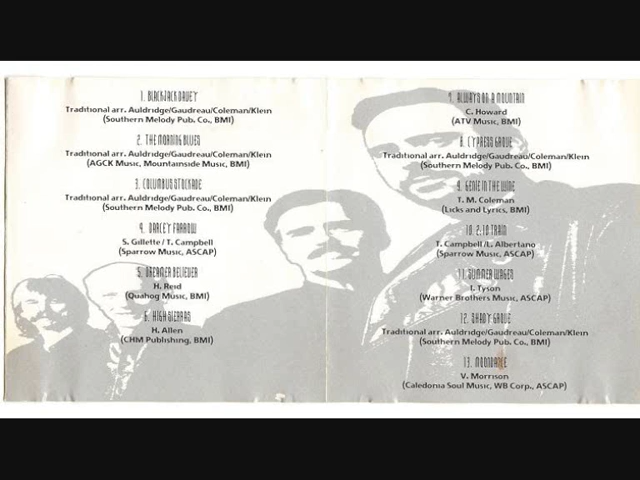 1. BLACKJACK DAVEY
Traditional arr. Auldridge/Gaudreau/Coleman/Klein
(Southern Melody Pub. Co., BMI)
2. THE MORNING BLUES
Traditional arr. Auldridge/Gaudreau/Coleman/Klein
(AGCK Music, Mountainside Music, BMI)
3. COLUMBUS STOCKADE
Traditional arr. Auldridge/Gaudreau/Coleman/Klein
(Southern Melody Pub. Co., BMI)
4. DARCEY FARROW
S. Gillette / T. Campbell
(Sparrow Music, ASCAP)
5. DREAMER BELIEVER
H. Reid
(Quahog Music, BMI)
6. HIGH SIERRAS
H. Allen
(CHM Publishing, BMI)
ALWAYS ON A MOUNTAIN
C. Howard
(ATV Music, BMI)
8. CYPRESS GROVE
Traditional arr. Auldridge/Gaudreau/Coleman/Klein
(Southern Melody Pub. Co., BMI)
9. GENIE IN THE WINE
T. M. Coleman
(Licks and Lyrics, BMI)
10. 2:10 TRAIN
T. Campbell/L. Albertano
(Sparrow Music, ASCAP)
11. SUMMER WAGES
I. Tyson
(Warner Brothers Music, ASCAP)
12. SHADY GROVE
Traditional arr. Auldridge/Gaudreau/Coleman/Klein
(Southern Melody Pub. Co., BMI)
13. MOONDANCE
V. Morrison
(Caledonia Soul Music, WB Corp., ASCAP)